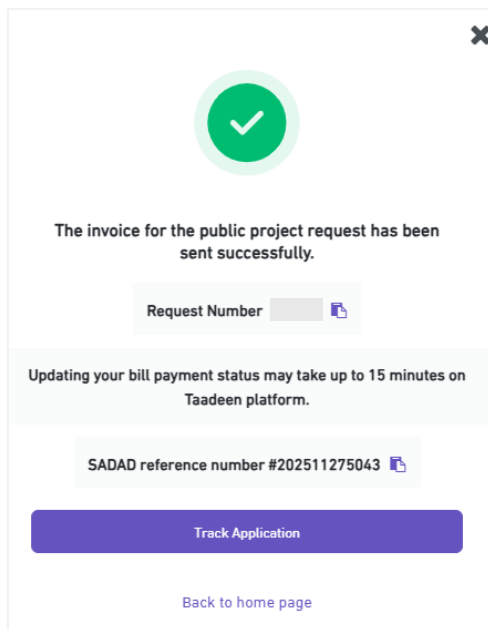 The invoice for the public project request has been
sent successfully.
Request Number
Updating your bill payment status may take up to 15 minutes on
Taadeen platform.
SADAD reference number #202511275043
Track Application
Back to home page